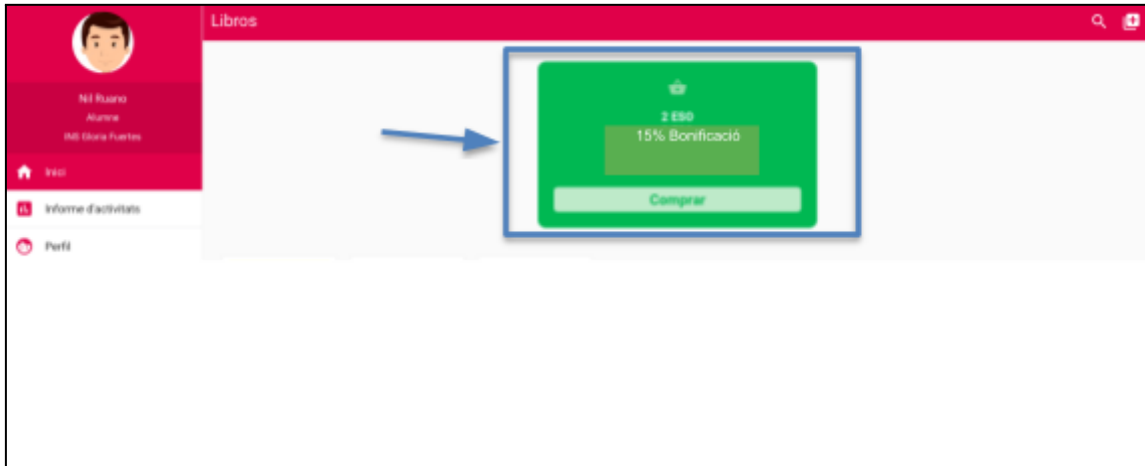 Libros
Nil Ruano
Alumne
INS Gloria Fuertes
Inici
Informe d'activitats
Perfil
2 ESO
15% Bonificació
Comprar